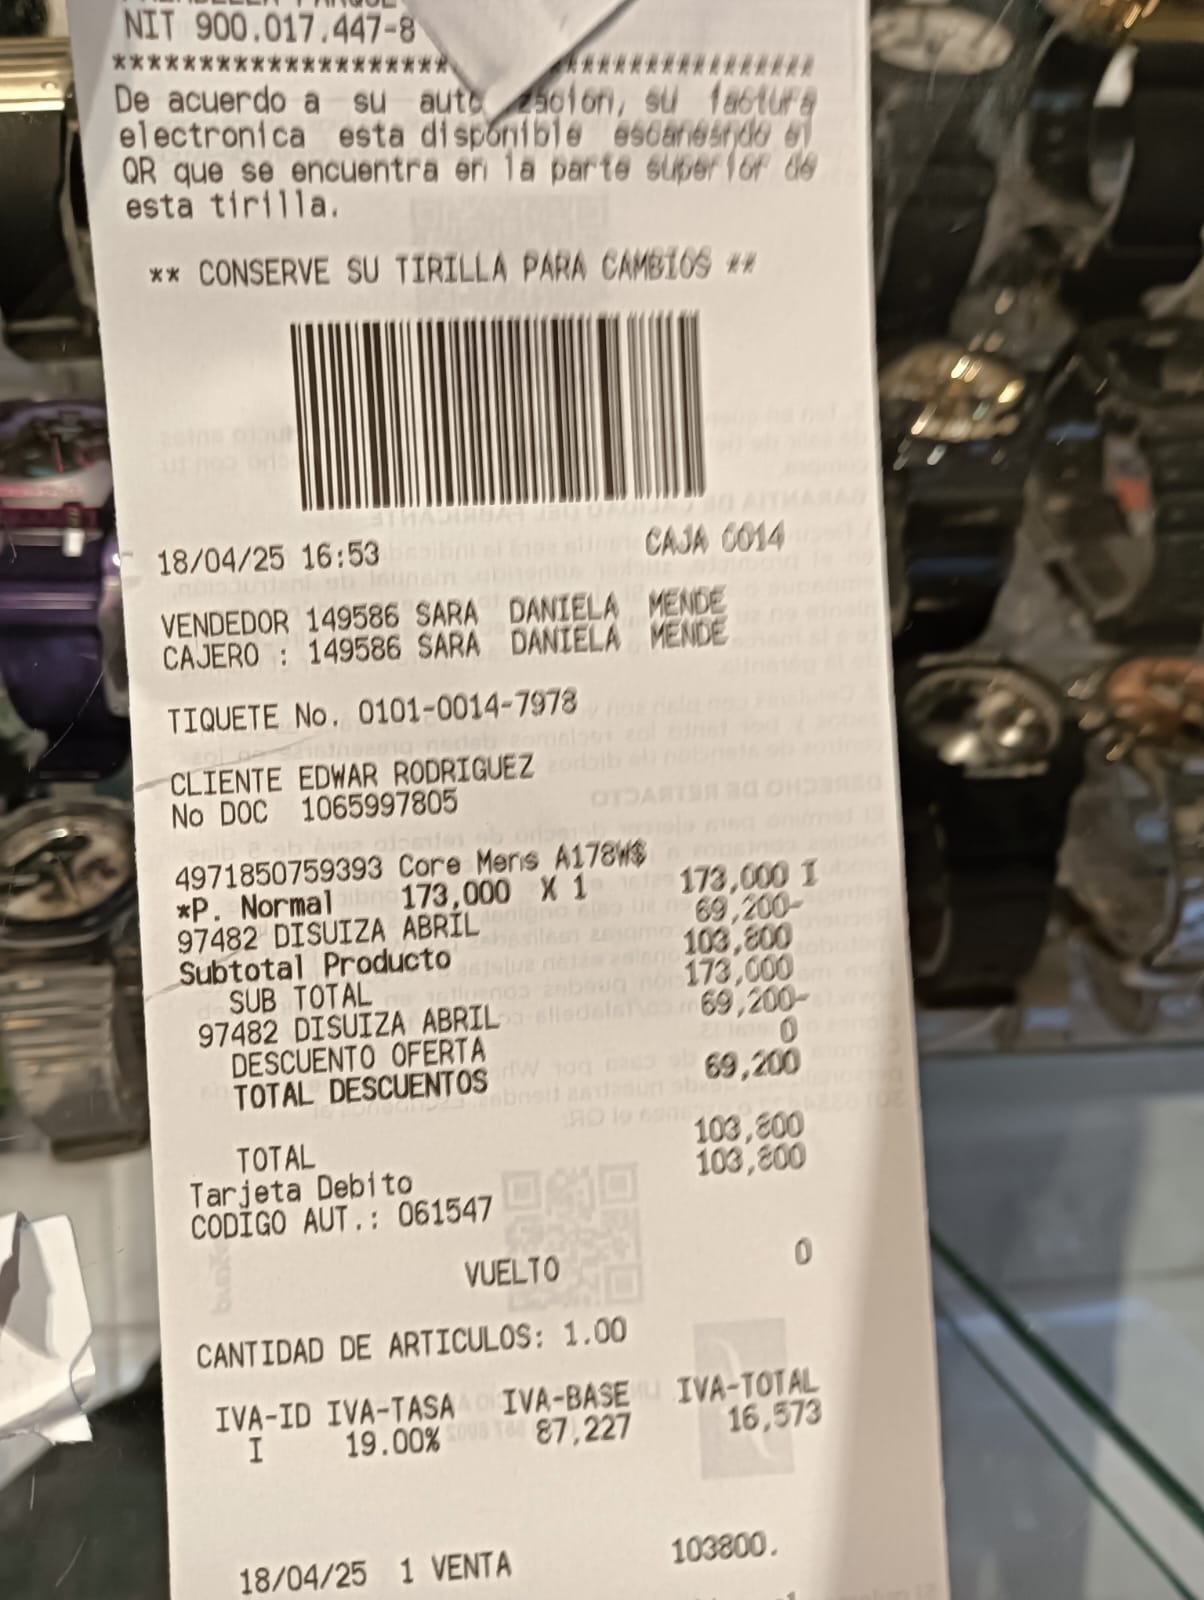 NIT 900.017.447-8
De acuerdo a su factura
electronica esta disponible escaneando el
QR que se encuentra en la parte superior de
esta tirilla.
** CONSERVE SU TIRILLA PARA CAMBIOS **
18/04/25 16:53 CAJA 0014
VENDEDOR 149586 SARA DANIELA MENDE
CAJERO : 149586 SARA DANIELA MENDE
TIQUETE No. 0101-0014-7978
CLIENTE EDWAR RODRIGUEZ
No DOC 1065997805
4971850759393 Core Mens A178W$
*P. Normal 173,000 X 1 173,000 I
97482 DISUIZA ABRIL 69,200-
Subtotal Producto 103,800
SUB TOTAL 173,000
97482 DISUIZA ABRIL 69,200-
DESCUENTO OFERTA 0
TOTAL DESCUENTOS 69,200
TOTAL 103,800
Tarjeta Debito 103,800
CODIGO AUT.: 061547
VUELTO 0
CANTIDAD DE ARTICULOS: 1.00
IVA-ID IVA-TASA IVA-BASE IVA-TOTAL
I 19.00% 87,227 16,573
18/04/25 1 VENTA 103800.